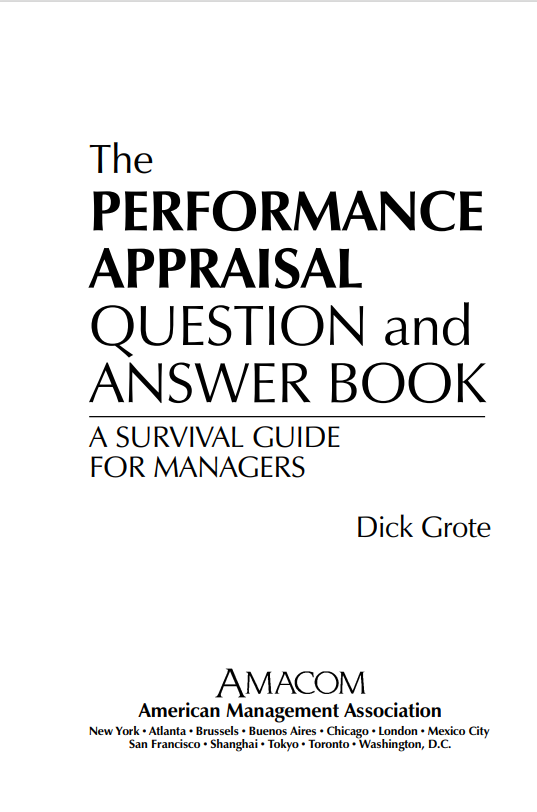 The
PERFORMANCE
APPRAISAL
QUESTION and
ANSWER BOOK
A SURVIVAL GUIDE
FOR MANAGERS
Dick Grote
AMACOM
American Management Association
New York • Atlanta • Brussels • Buenos Aires • Chicago • London • Mexico City
San Francisco • Shanghai • Tokyo • Toronto • Washington, D.C.